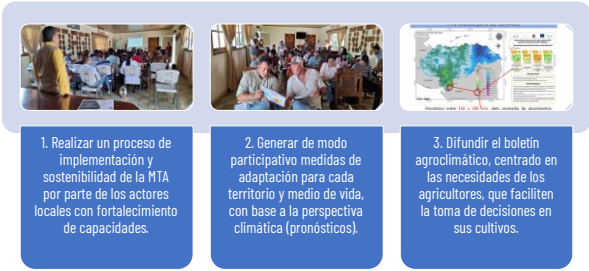 1. Realizar un proceso de
implementación y
sostenibilidad de la MTA
por parte de los actores
locales con fortalecimiento
de capacidades.
2. Generar de modo
participativo medidas de
adaptación para cada
territorio y medio de vida,
con base a la perspectiva
climática (pronósticos).
3. Difundir el boletín
agroclimático, centrado en
las necesidades de los
agricultores, que faciliten
la toma de decisiones en
sus cultivos.